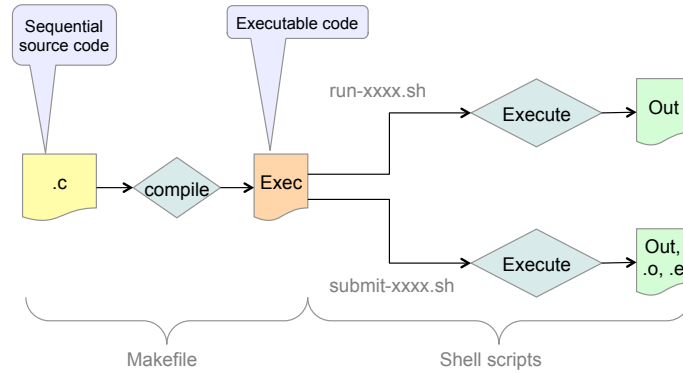 Sequential
source code
Executable code
run-xxxx.sh
Execute
Out
.c
compile
Exec
Execute
Out,
.o, .e
submit-xxxx.sh
Makefile
Shell scripts